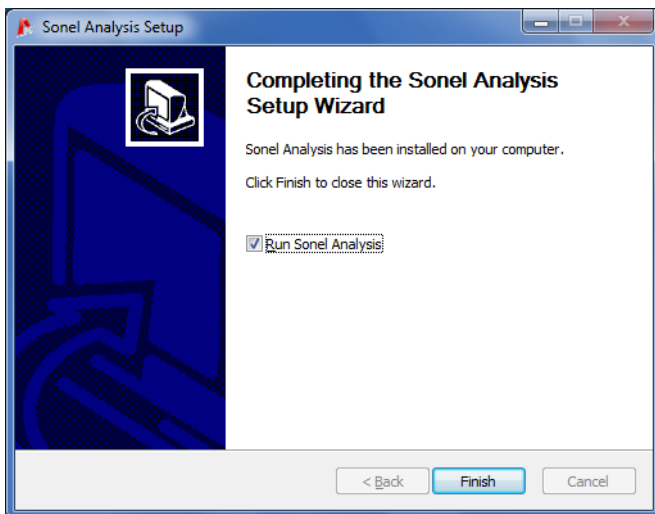 Sonel Analysis Setup
Completing the Sonel Analysis
Setup Wizard
Sonel Analysis has been installed on your computer.
Click Finish to close this wizard.
Run Sonel Analysis
< Back
Finish
Cancel